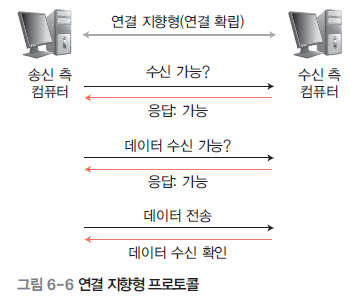 연결 지향형(연결 확립)
송신 측
컴퓨터
수신 측
컴퓨터
수신 가능?
응답: 가능
데이터 수신 가능?
응답: 가능
데이터 전송
데이터 수신 확인
그림 6-6 연결 지향형 프로토콜